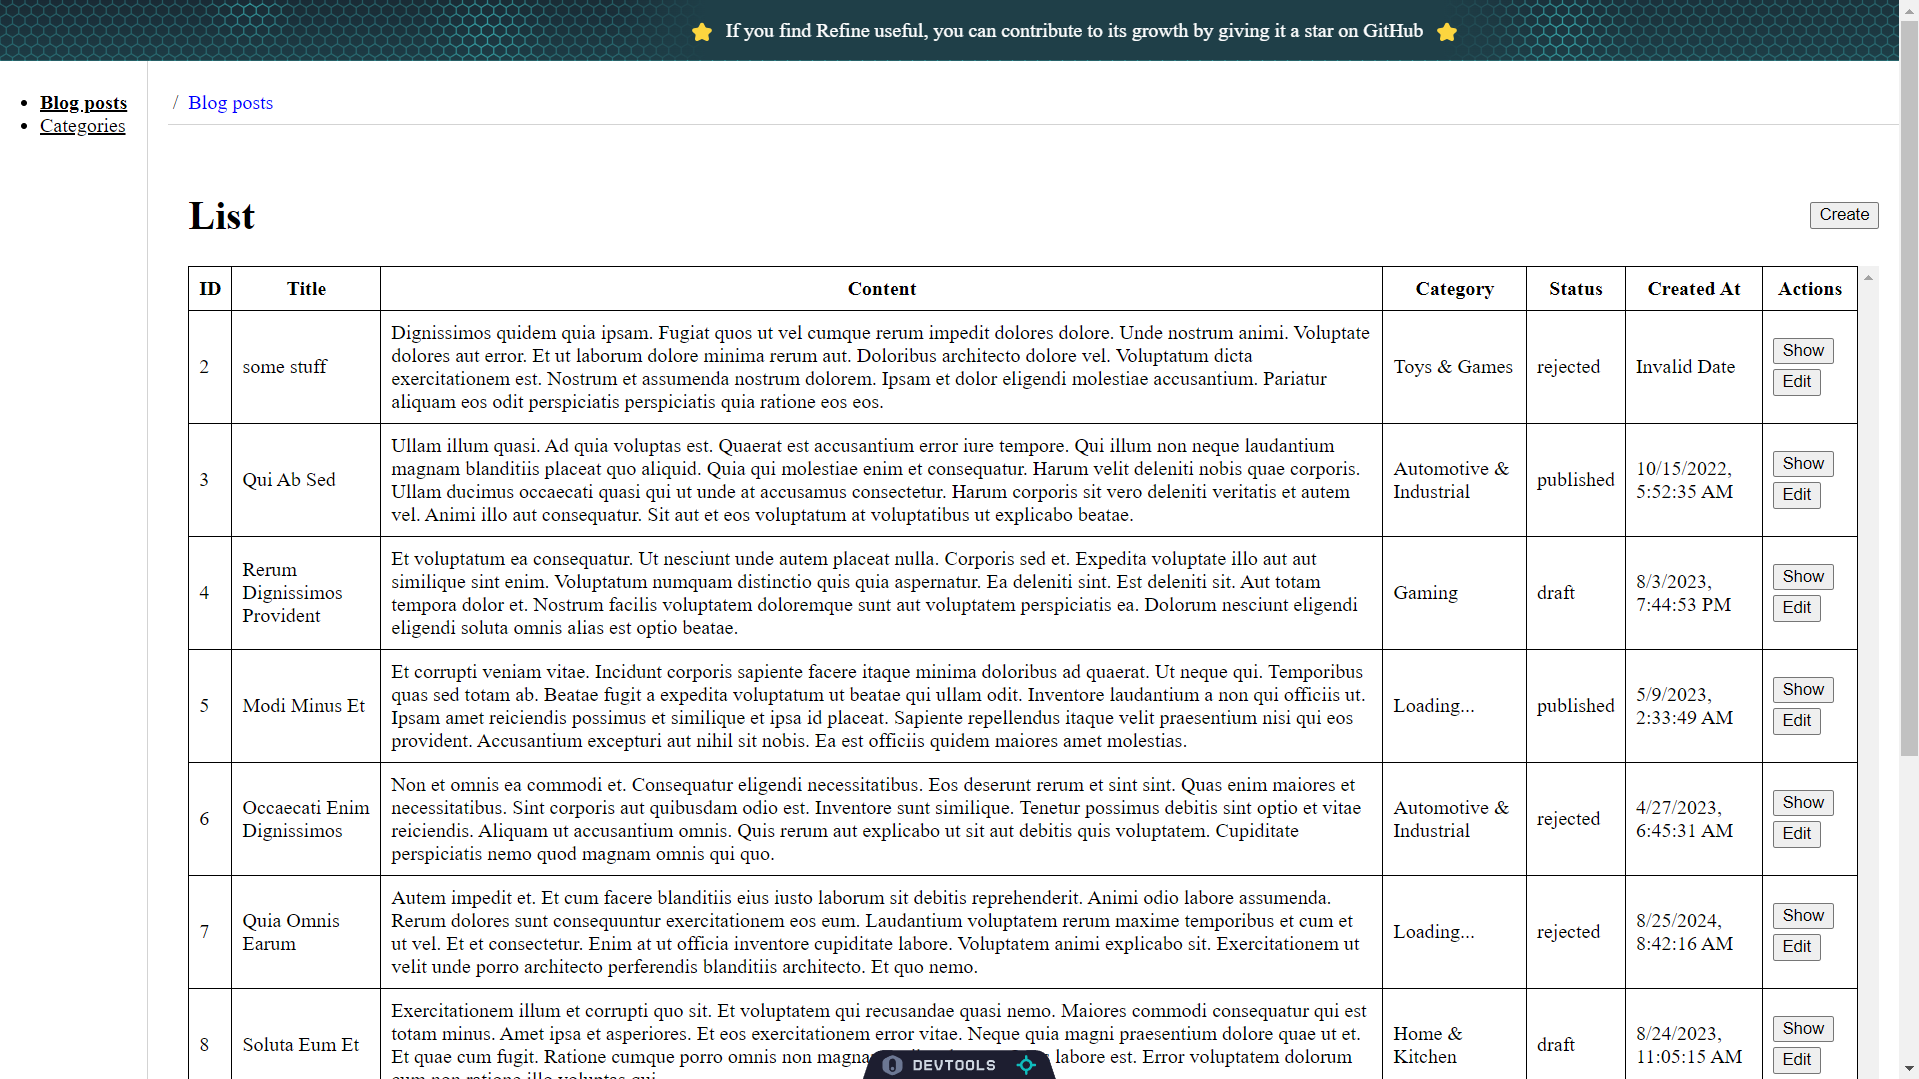 If you find Refine useful, you can contribute to its growth by giving it a star on GitHub
Blog posts
Categories
/ Blog posts
List
Create
ID Title Content Category Status Created At Actions
2
some stuff
Dignissimos quidem quia ipsam. Fugiat quos ut vel cumque rerum impedit dolores dolore. Unde nostrum animi. Voluptate
dolores aut error. Et ut laborum dolore minima rerum aut. Doloribus architecto dolore vel. Voluptatum dicta
exercitationem est. Nostrum et assumenda nostrum dolorem. Ipsam et dolor eligendi molestiae accusantium. Pariatur
aliquam eos odit perspiciatis perspiciatis quia ratione eos eos.
Toys & Games
rejected
Invalid Date
Show
Edit
3
Qui Ab Sed
Ullam illum quasi. Ad quia voluptas est. Quaerat est accusantium error iure tempore. Qui illum non neque laudantium
magnam blanditiis placeat quo aliquid. Quia qui molestiae enim et consequatur. Harum velit deleniti nobis quae corporis.
Ullam ducimus occaecati quasi qui ut unde at accusamus consectetur. Harum corporis sit vero deleniti veritatis et autem
vel. Animi illo aut consequatur. Sit aut et eos voluptatum at voluptatibus ut explicabo beatae.
Automotive &
Industrial
published
10/15/2022,
5:52:35 AM
Show
Edit
4
Rerum
Dignissimos
Provident
Et voluptatum ea consequatur. Ut nesciunt unde autem placeat nulla. Corporis sed et. Expedita voluptate illo aut aut
similique sint enim. Voluptatum numquam distinctio quis quia aspernatur. Ea deleniti sint. Est deleniti sit. Aut totam
tempora dolor et. Nostrum facilis voluptatem doloremque sunt aut voluptatem perspiciatis ea. Dolorum nesciunt eligendi
eligendi soluta omnis alias est optio beatae.
Gaming
draft
8/3/2023,
7:44:53 PM
Show
Edit
5
Modi Minus Et
Et corrupti veniam vitae. Incidunt corporis sapiente facere itaque minima doloribus ad quaerat. Ut neque qui. Temporibus
quas sed totam ab. Beatae fugit a expedita voluptatum ut beatae qui ullam odit. Inventore laudantium a non qui officiis ut.
Ipsam amet reiciendis possimus et similique et ipsa id placeat. Sapiente repellendus itaque velit praesentium nisi qui eos
provident. Accusantium excepturi aut nihil sit nobis. Ea est officiis quidem maiores amet molestias.
Loading...
published
5/9/2023,
2:33:49 AM
Show
Edit
6
Occaecati Enim
Dignissimos
Non et omnis ea commodi et. Consequatur eligendi necessitatibus. Eos deserunt rerum et sint sint. Quas enim maiores et
necessitatibus. Sint corporis aut quibusdam odio est. Inventore sunt similique. Tenetur possimus debitis sint optio et vitae
reiciendis. Aliquam ut accusantium omnis. Quis rerum aut explicabo ut sit aut debitis quis voluptatem. Cupiditate
perspiciatis nemo quod magnam omnis qui quo.
Automotive &
Industrial
rejected
4/27/2023,
6:45:31 AM
Show
Edit
7
Quia Omnis
Earum
Autem impedit et. Et cum facere blanditiis eius iusto laborum sit debitis reprehenderit. Animi odio labore assumenda.
Rerum dolores sunt consequuntur exercitationem eos eum. Laudantium voluptatem rerum maxime temporibus et cum et
ut vel. Et et consectetur. Enim at ut officia inventore cupiditate labore. Voluptatem animi explicabo sit. Exercitationem ut
velit unde porro architecto perferendis blanditiis architecto. Et quo nemo.
Loading...
rejected
8/25/2024,
8:42:16 AM
Show
Edit
8
Soluta Eum Et
Exercitationem illum et corrupti quo sit. Et voluptatem qui recusandae quasi nemo. Maiores commodi consequatur qui est
totam minus. Amet ipsa et asperiores. Et eos exercitationem error vitae. Neque quia magni praesentium dolore quae ut et.
Et quae cum fugit. Ratione cumque porro omnis non magna labore est. Error voluptatem dolorum
Home &
Kitchen
draft
8/24/2023,
11:05:15 AM
Show
Edit
DEVTOOLS